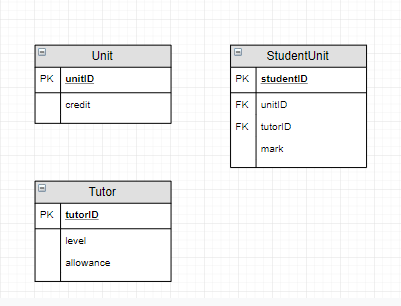 Unit
PK unitID
credit
StudentUnit
PK studentID
FK unitID
FK tutorID
mark
Tutor
PK tutorID
level
allowance